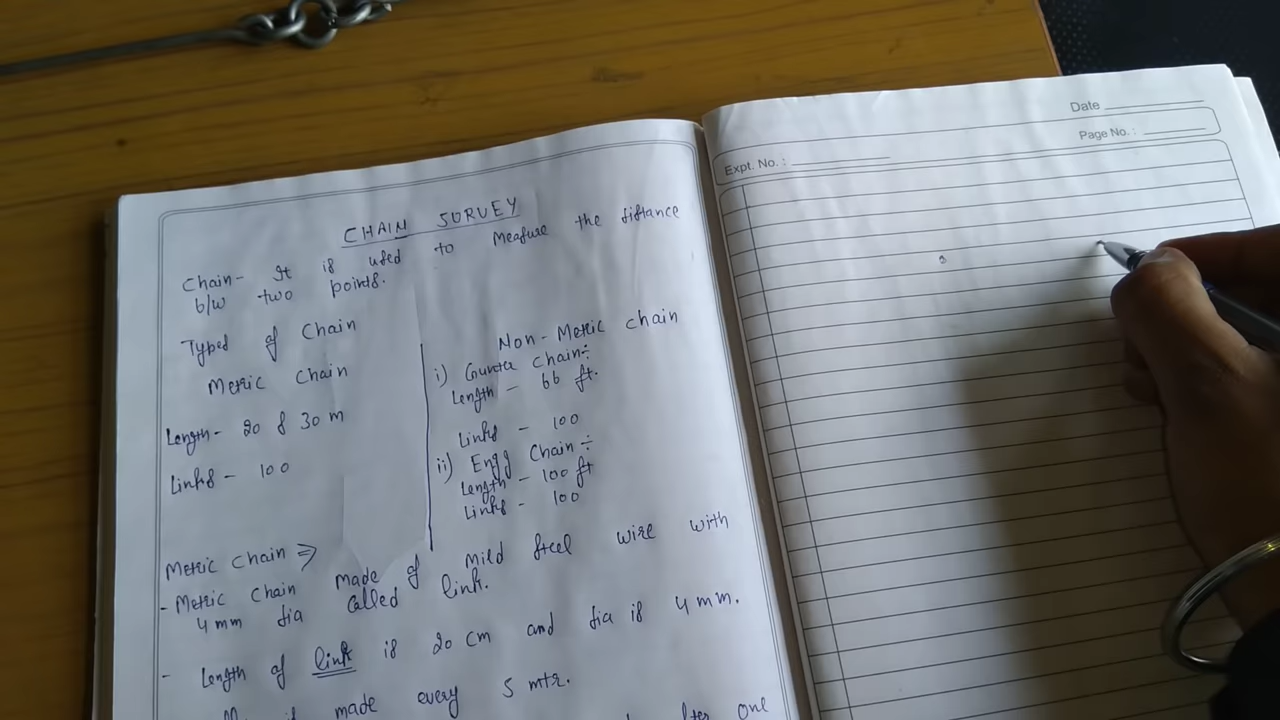 CHAIN SURVEY
Chain- It is used to Measure the distance
b/w two points.
Types of Chain
Metric Chain
Length- 20 & 30 m
Links - 100
Non-Metric chain
i) Gunter Chain÷
Length - 66 ft.
Links - 100
ii) Engg Chain ÷
Length - 100 ft
Links - 100
Metric Chain ⇒
- Metric Chain made of mild steel wire with
4 mm dia called link.
- Length of link is 20 cm and dia is 4 mm.
made every 5 mtr.
after one
Date
Page No. :
Expt. No. :